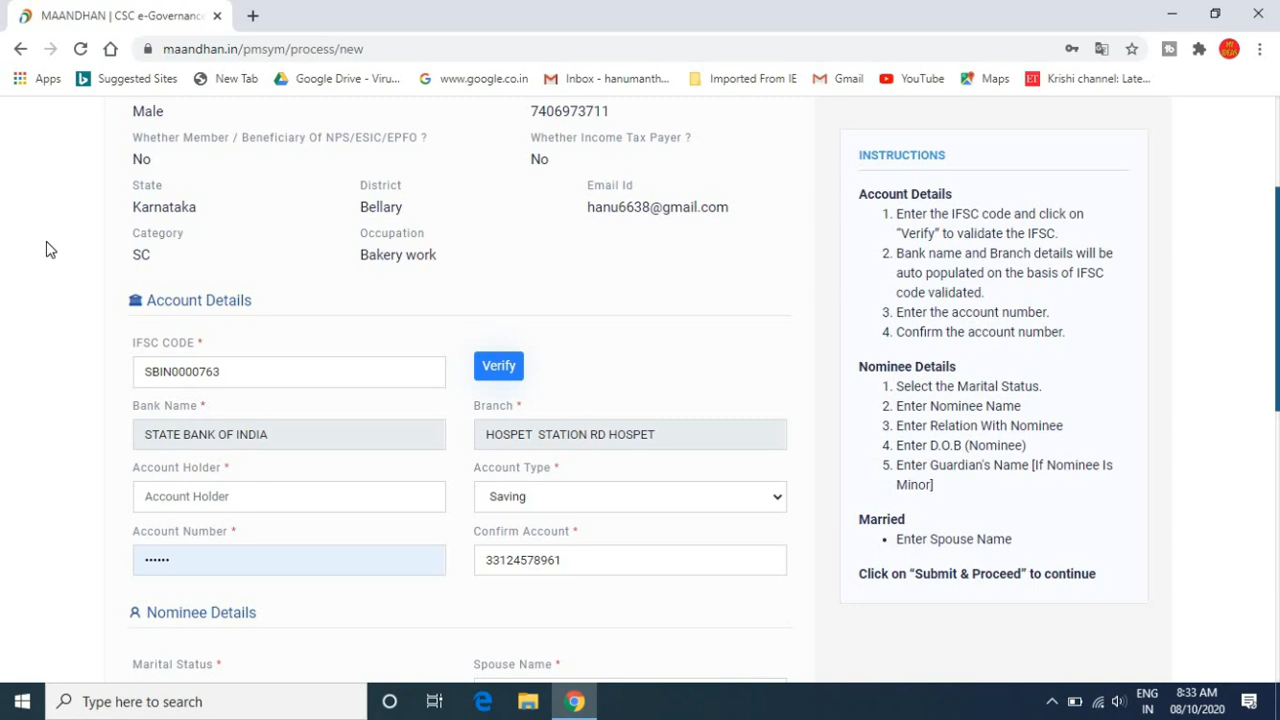 MAANDHAN | CSC e-Governance
maandhan.in/pmsym/process/new
Apps
Suggested Sites
New Tab
Google Drive - Viru...
www.google.co.in
Inbox - hanumanth...
Imported From IE
Gmail
YouTube
Maps
Krishi channel: Late...
MY IDEAS
Male
7406973711
Whether Member / Beneficiary Of NPS/ESIC/EPFO ?
Whether Income Tax Payer ?
No
No
State
District
Email Id
Karnataka
Bellary
hanu6638@gmail.com
Category
Occupation
SC
Bakery work
Account Details
IFSC CODE *
SBIN0000763
Verify
Bank Name *
Branch *
STATE BANK OF INDIA
HOSPET STATION RD HOSPET
Account Holder *
Account Type *
Account Holder
Saving
Account Number *
Confirm Account *
••••••
33124578961
Nominee Details
Marital Status *
Spouse Name *
INSTRUCTIONS
Account Details
1. Enter the IFSC code and click on
“Verify” to validate the IFSC.
2. Bank name and Branch details will be
auto populated on the basis of IFSC
code validated.
3. Enter the account number.
4. Confirm the account number.
Nominee Details
1. Select the Marital Status.
2. Enter Nominee Name
3. Enter Relation With Nominee
4. Enter D.O.B (Nominee)
5. Enter Guardian's Name [If Nominee Is
Minor]
Married
• Enter Spouse Name
Click on “Submit & Proceed” to continue
Type here to search
ENG
IN
8:33 AM
08/10/2020